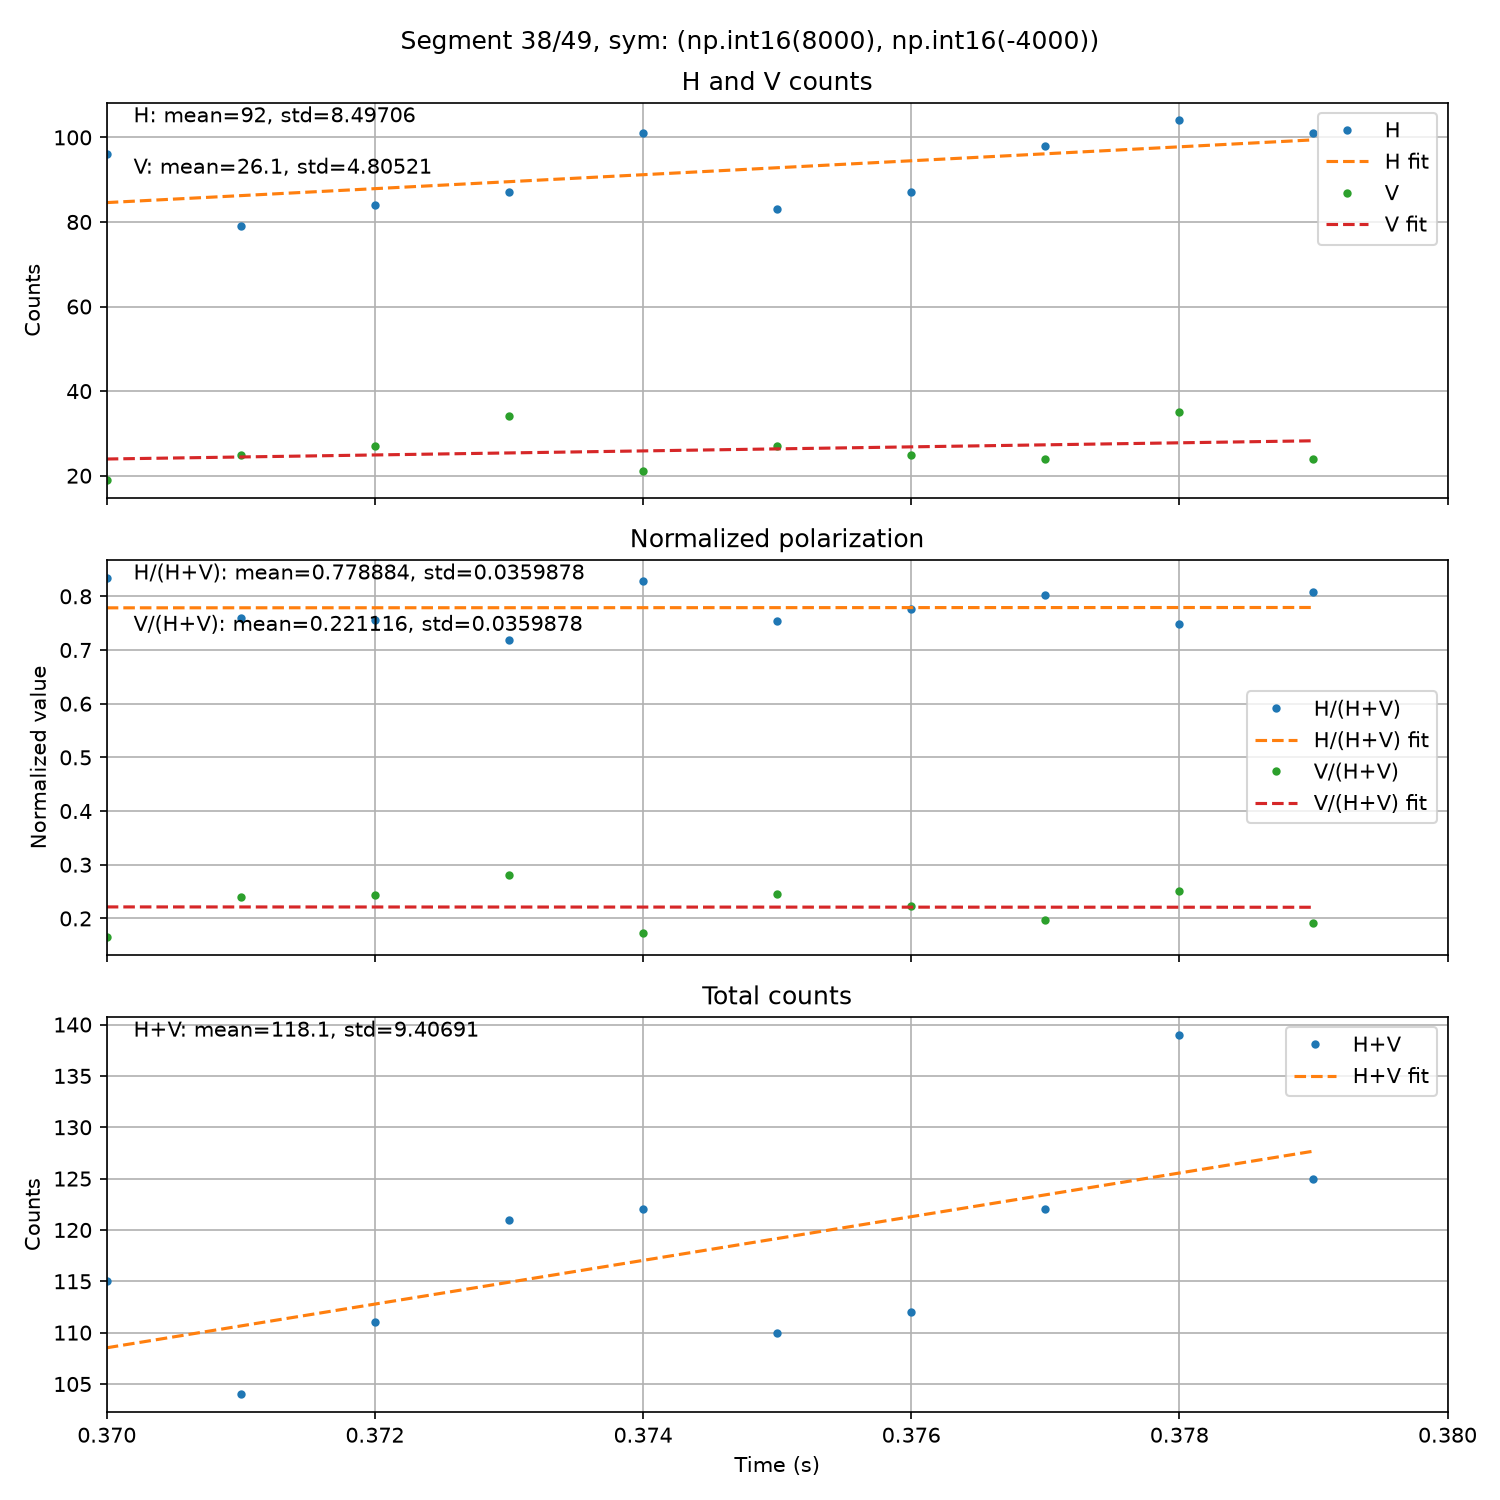 Segment 38/49, sym: (np.int16(8000), np.int16(-4000))
H and V counts
H: mean=92, std=8.49706
V: mean=26.1, std=4.80521
100
80
60
40
20
Counts
H
H fit
V
V fit
Normalized polarization
H/(H+V): mean=0.778884, std=0.0359878
V/(H+V): mean=0.221116, std=0.0359878
0.8
0.7
0.6
0.5
0.4
0.3
0.2
Normalized value
H/(H+V)
H/(H+V) fit
V/(H+V)
V/(H+V) fit
Total counts
H+V: mean=118.1, std=9.40691
140
135
130
125
120
115
110
105
Counts
H+V
H+V fit
0.370 0.372 0.374 0.376 0.378 0.380
Time (s)